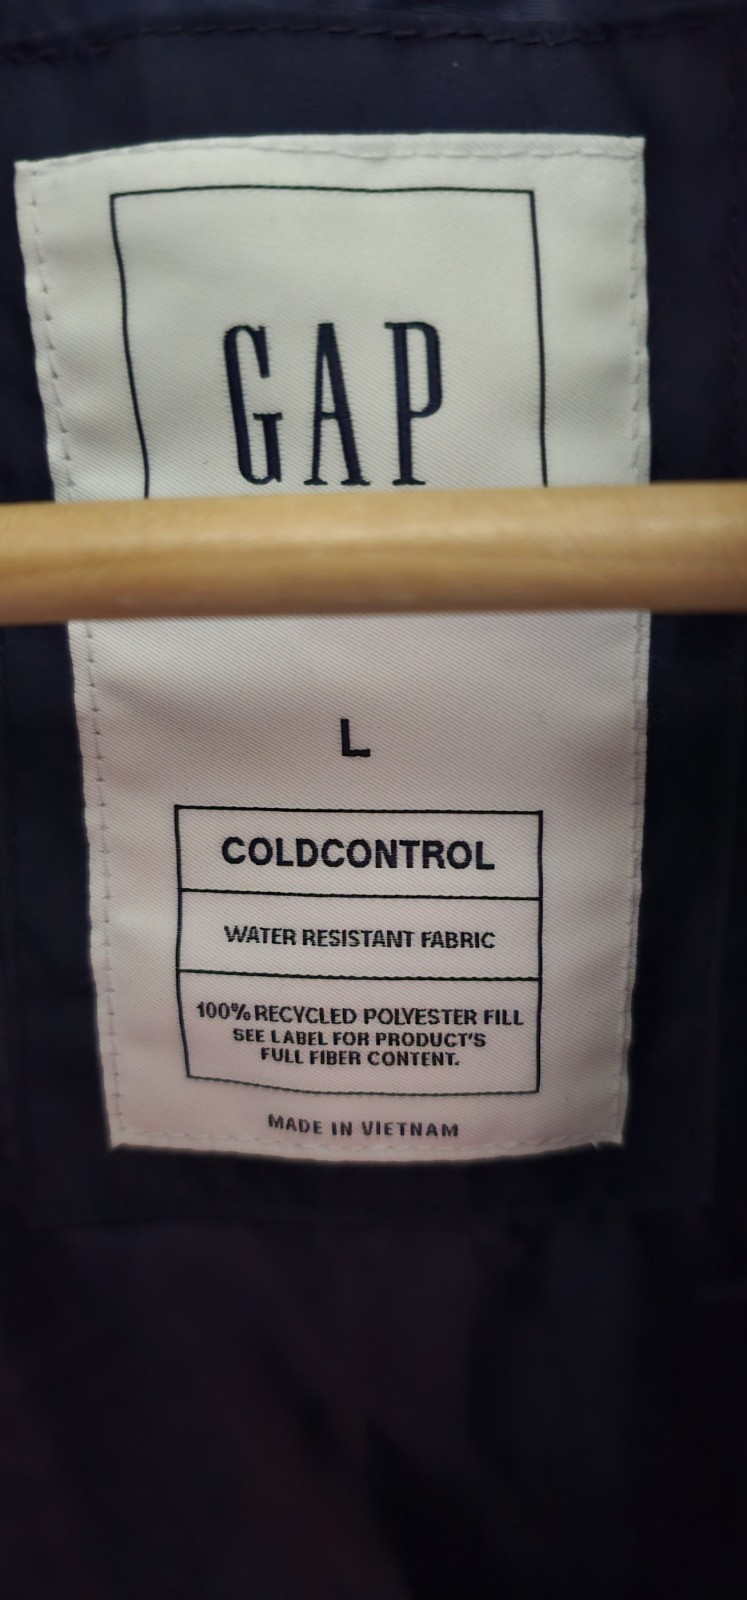 GAP
L
COLDCONTROL
WATER RESISTANT FABRIC
100% RECYCLED POLYESTER FILL
SEE LABEL FOR PRODUCT'S
FULL FIBER CONTENT.
MADE IN VIETNAM